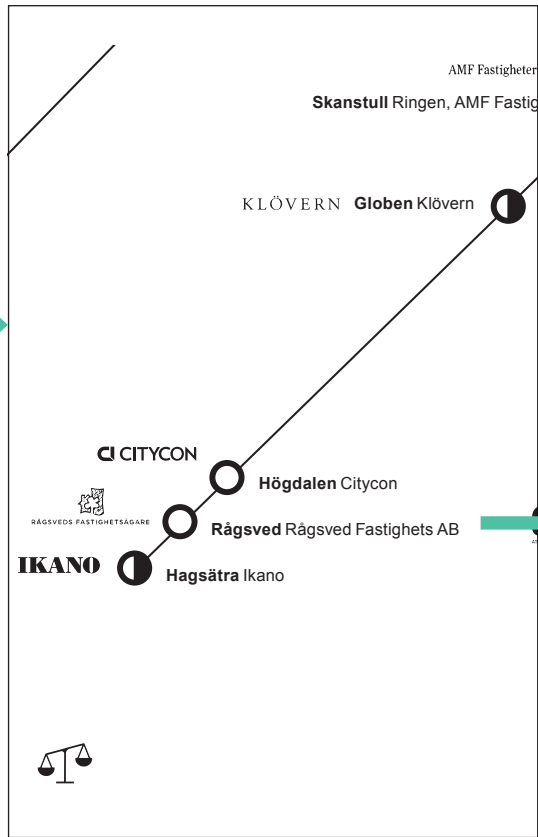 AMF Fastigheter
Skanstull Ringen, AMF Fastig
KLÖVERN Globen Klövern
CITYCON
Högdalen Citycon
RÅGSVEDS FASTIGHETSÄGARE
Rågsved Rågsved Fastighets AB
IKANO
Hagsätra Ikano